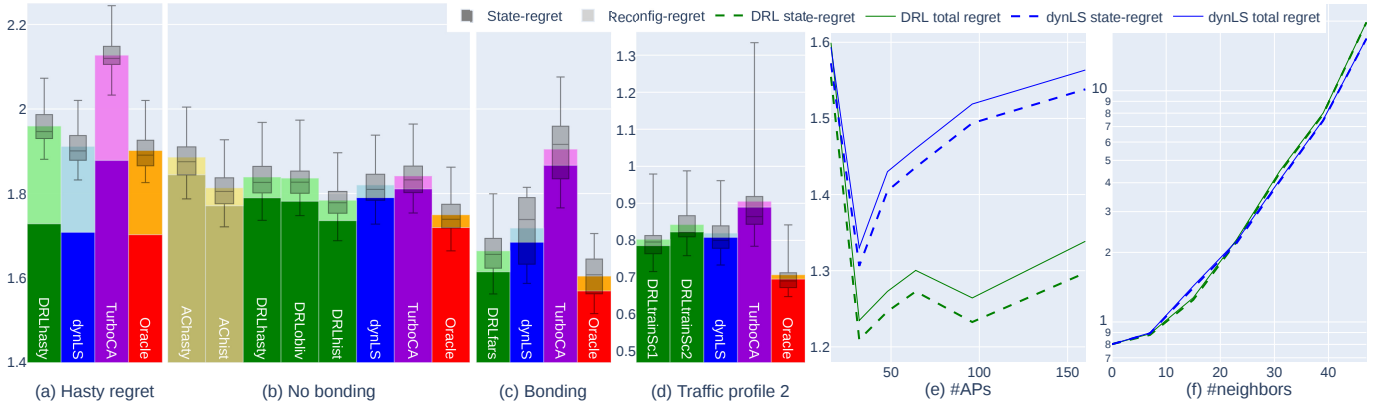 State-regret Reconfig-regret DRL state-regret DRL total regret dynLS state-regret dynLS total regret
2.2
2
1.8
1.6
1.4
DRLhasty
dynLS
TurboCA
Oracle
(a) Hasty regret
AChasty
AChist
DRLhasty
DRLobliv
DRLhist
dynLS
TurboCA
Oracle
(b) No bonding
DRLfars
dynLS
TurboCA
Oracle
(c) Bonding
1.3
1.2
1.1
1
0.9
0.8
0.7
0.6
0.5
DRLtrainSc1
DRLtrainSc2
dynLS
TurboCA
Oracle
(d) Traffic profile 2
1.6
1.5
1.4
1.3
1.2
50 100 150
(e) #APs
10
9
8
7
6
5
4
3
2
1
9
8
7
0 10 20 30 40
(f) #neighbors